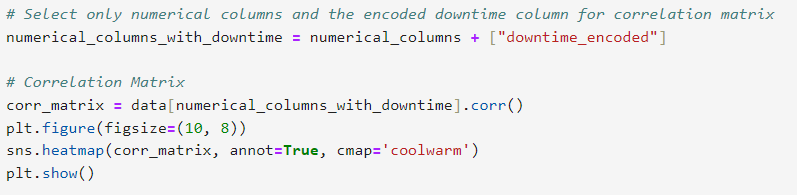 # Select only numerical columns and the encoded downtime column for correlation matrix
numerical_columns_with_downtime = numerical_columns + ["downtime_encoded"]
# Correlation Matrix
corr_matrix = data[numerical_columns_with_downtime].corr()
plt.figure(figsize=(10, 8))
sns.heatmap(corr_matrix, annot=True, cmap='coolwarm')
plt.show()